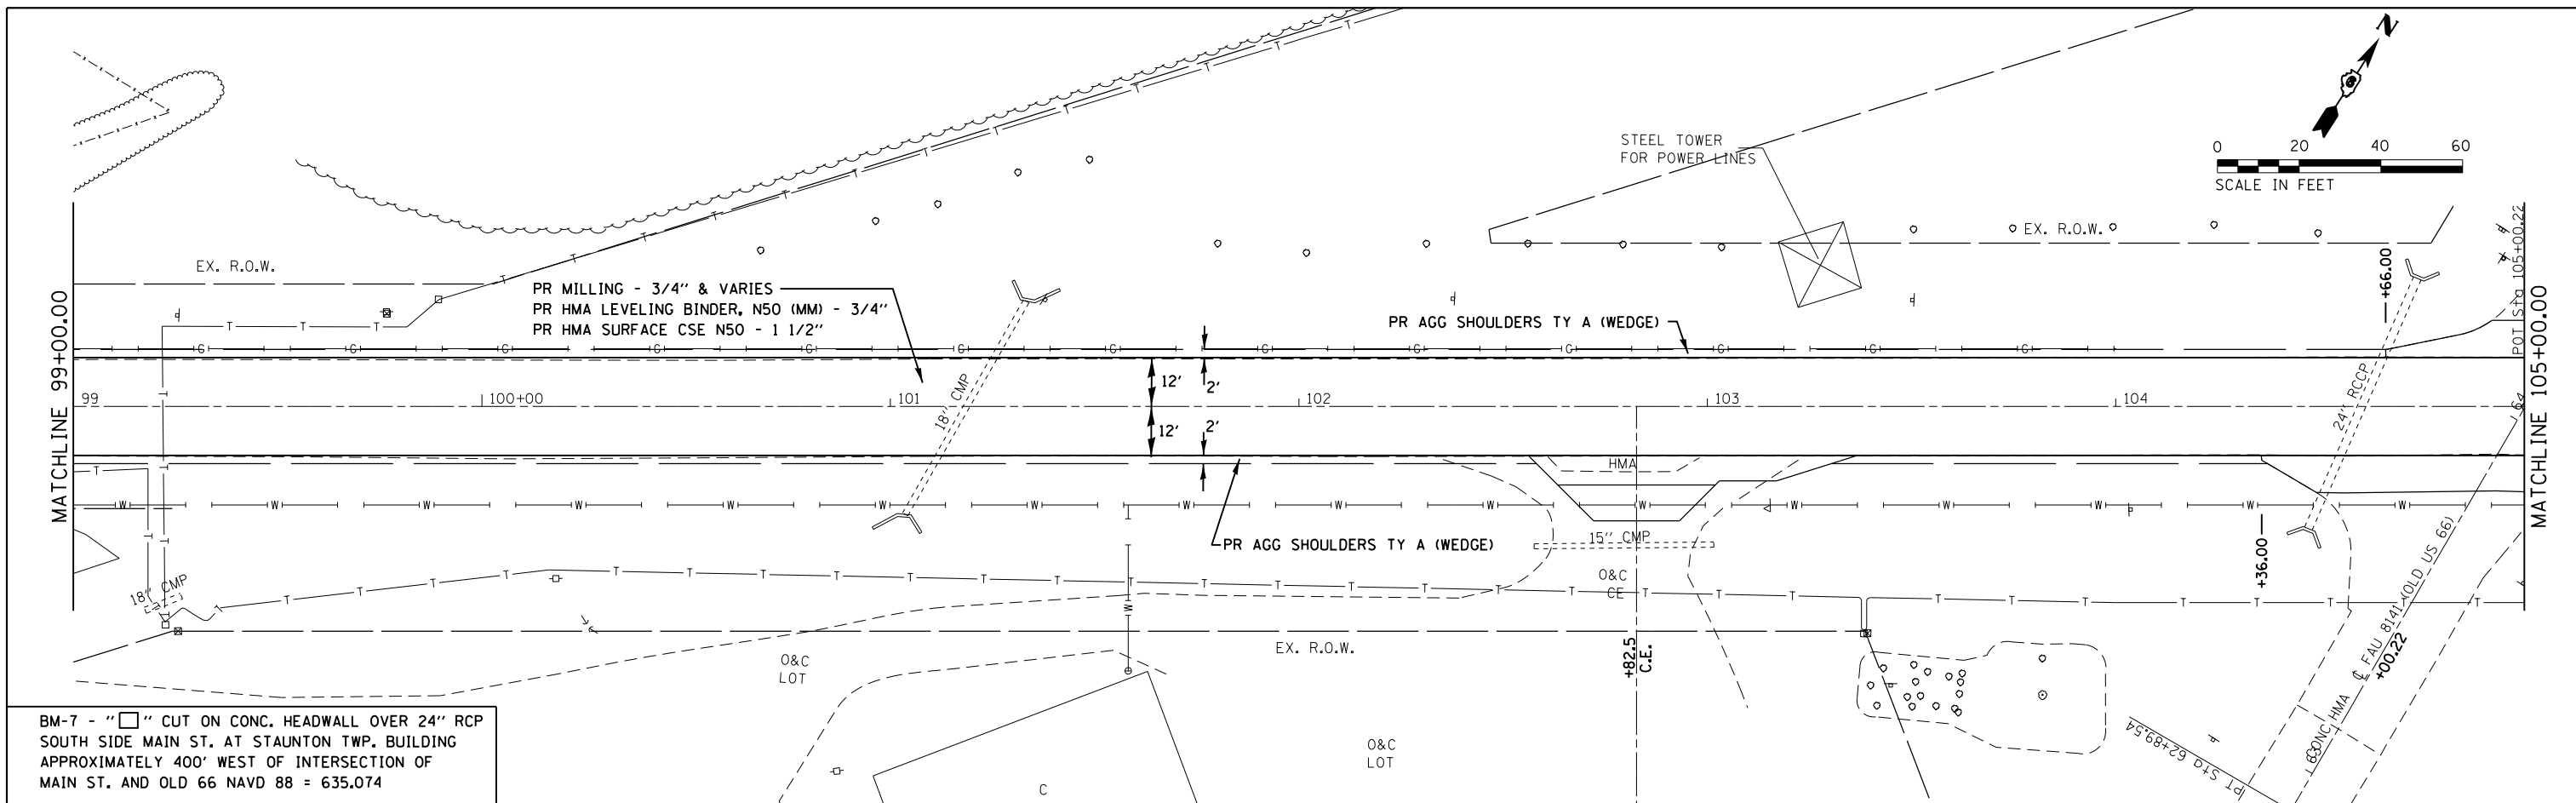 N
STEEL TOWER
FOR POWER LINES
0 20 40 60
SCALE IN FEET
EX. R.O.W.
EX. R.O.W.
POT Sta 105+00.22
+66.00
PR MILLING - 3/4" & VARIES
PR HMA LEVELING BINDER, N50 (MM) - 3/4"
PR HMA SURFACE CSE N50 - 1 1/2"
PR AGG SHOULDERS TY A (WEDGE)
T T T T T T T T T T T
T T T
G G G G G G G G G G G G G
MATCHLINE 99+00.00
MATCHLINE 105+00.00
12'
2'
18" CMP
24" RCCP
99 100+00 101 102 103 104
64
12'
2'
HMA
T
W W W W W W W W W W W W W W W W
PR AGG SHOULDERS TY A (WEDGE)
15" CMP
+36.00
18" CMP
O&C
CE
T T T T T T T T T T T T T T T T T T T T T T T T T T T T T T T
W
EX. R.O.W.
+82.5
C.E.
O&C
LOT
℄ FAU 8141 (OLD US 66)
+00.22
CONC HMA
63
PT Sta 62+89.54
O&C
LOT
C
BM-7 - "□" CUT ON CONC. HEADWALL OVER 24" RCP
SOUTH SIDE MAIN ST. AT STAUNTON TWP. BUILDING
APPROXIMATELY 400' WEST OF INTERSECTION OF
MAIN ST. AND OLD 66 NAVD 88 = 635.074